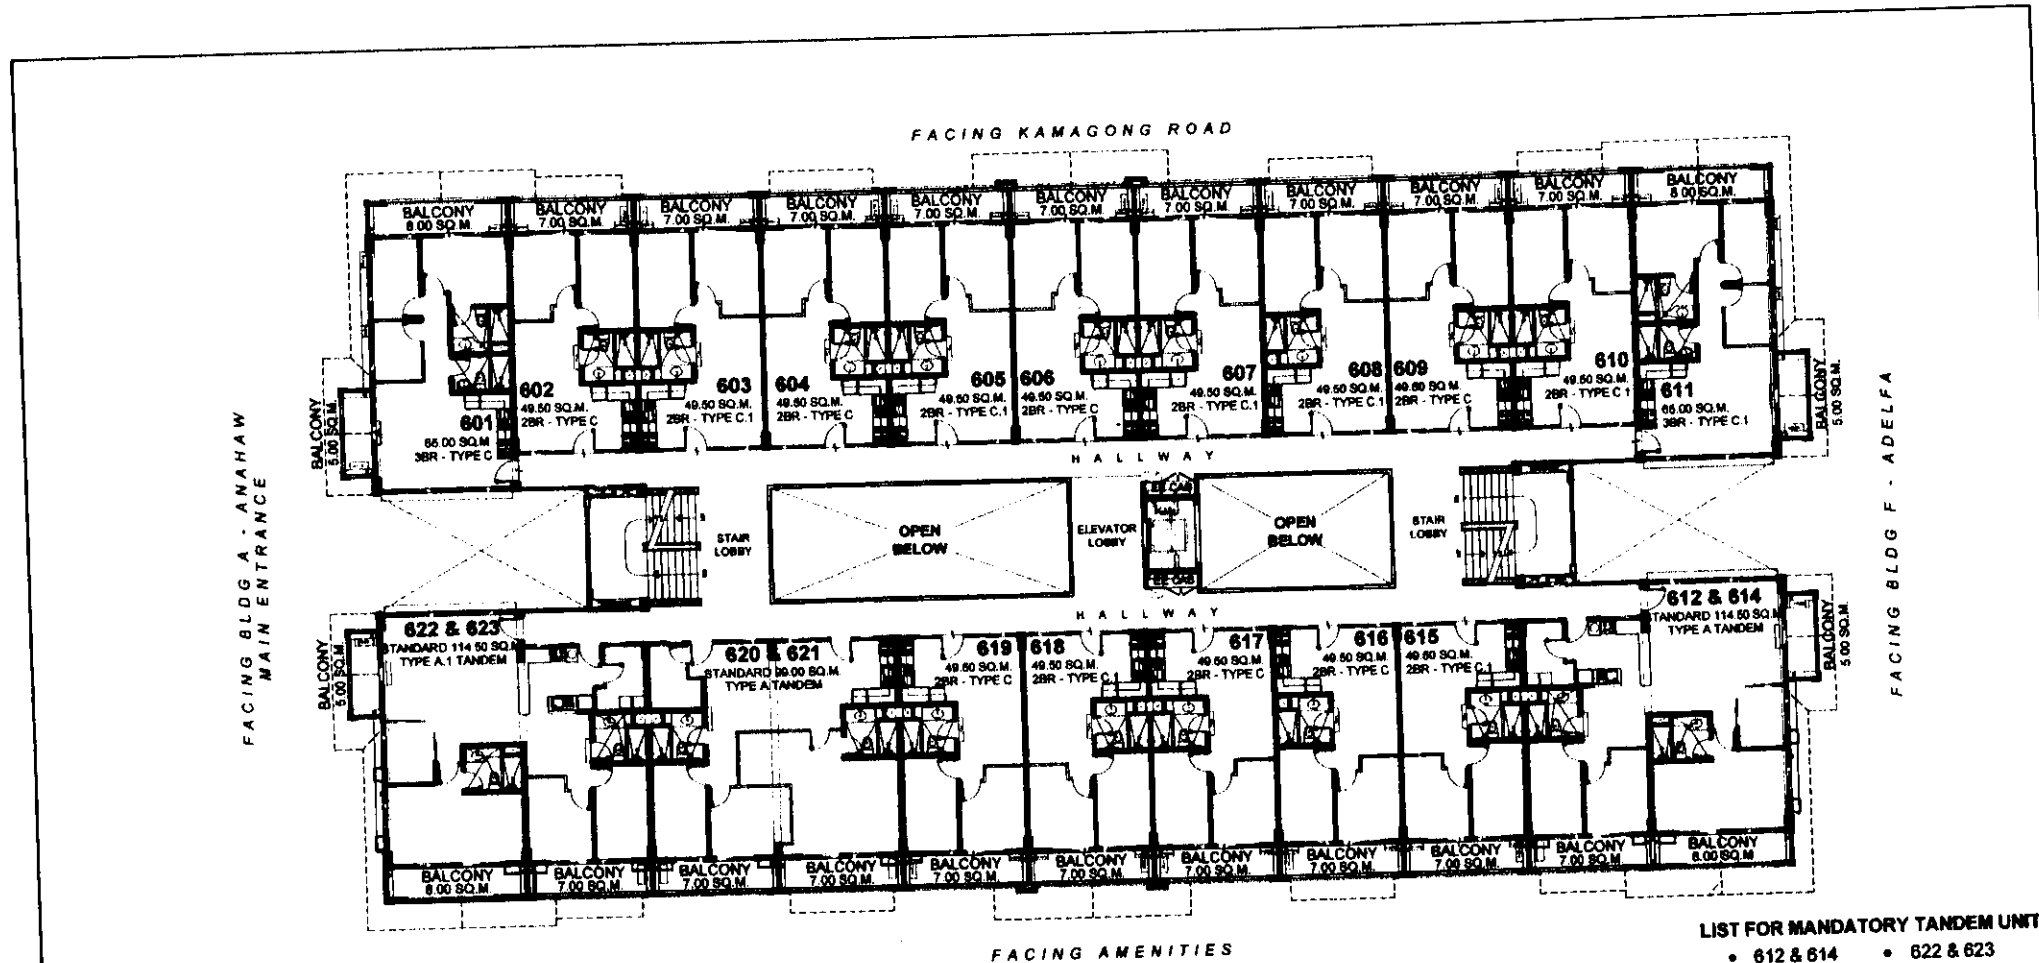 FACING KAMAGONG ROAD
BALCONY
8.00 SQ.M.
BALCONY
7.00 SQ.M.
BALCONY
7.00 SQ.M.
BALCONY
7.00 SQ.M.
BALCONY
7.00 SQ.M.
BALCONY
7.00 SQ.M.
BALCONY
7.00 SQ.M.
BALCONY
7.00 SQ.M.
BALCONY
7.00 SQ.M.
BALCONY
7.00 SQ.M.
BALCONY
8.00 SQ.M.
FACING BLDG A - ANAHAW
MAIN ENTRANCE
BALCONY
5.00 SQ.M.
601
65.00 SQ.M
3BR - TYPE C
602
49.50 SQ.M.
2BR - TYPE C
603
49.50 SQ.M.
2BR - TYPE C.1
604
49.50 SQ.M.
2BR - TYPE C
605
49.50 SQ.M.
2BR - TYPE C.1
606
49.50 SQ.M.
2BR - TYPE C
607
49.50 SQ.M.
2BR - TYPE C.1
608
49.50 SQ.M.
2BR - TYPE C.1
609
49.50 SQ.M.
2BR - TYPE C
610
49.50 SQ.M.
2BR - TYPE C.1
611
65.00 SQ.M.
3BR - TYPE C.1
BALCONY
5.00 SQ.M.
FACING BLDG F - ADELFA
HALLWAY
STAIR
LOBBY
OPEN
BELOW
ELEVATOR
LOBBY
EE CAB
EE CAB
OPEN
BELOW
STAIR
LOBBY
HALLWAY
BALCONY
5.00 SQ.M.
622 & 623
STANDARD 114.50 SQ.M
TYPE A.1 TANDEM
620 & 621
STANDARD 99.00 SQ.M.
TYPE A TANDEM
619
49.50 SQ.M.
2BR - TYPE C
618
49.50 SQ.M.
2BR - TYPE C.1
617
49.50 SQ.M.
2BR - TYPE C
616
49.50 SQ.M.
2BR - TYPE C
615
49.50 SQ.M.
2BR - TYPE C.1
612 & 614
STANDARD 114.50 SQ.M
TYPE A TANDEM
BALCONY
5.00 SQ.M.
BALCONY
8.00 SQ.M
BALCONY
7.00 SQ.M.
BALCONY
7.00 SQ.M.
BALCONY
7.00 SQ.M.
BALCONY
7.00 SQ.M.
BALCONY
7.00 SQ.M.
BALCONY
7.00 SQ.M.
BALCONY
7.00 SQ.M.
BALCONY
7.00 SQ.M.
BALCONY
7.00 SQ.M.
BALCONY
8.00 SQ.M.
FACING AMENITIES
LIST FOR MANDATORY TANDEM UNIT
• 612 & 614 • 622 & 623